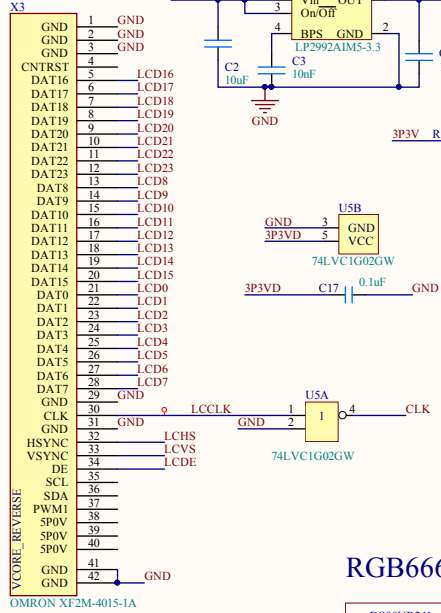 X3
GND 1 GND
GND 2 GND
GND 3 GND
CNTRST 4
DAT16 5 LCD16
DAT17 6 LCD17
DAT18 7 LCD18
DAT19 8 LCD19
DAT20 9 LCD20
DAT21 10 LCD21
DAT22 11 LCD22
DAT23 12 LCD23
DAT8 13 LCD8
DAT9 14 LCD9
DAT10 15 LCD10
DAT11 16 LCD11
DAT12 17 LCD12
DAT13 18 LCD13
DAT14 19 LCD14
DAT15 20 LCD15
DAT0 21 LCD0
DAT1 22 LCD1
DAT2 23 LCD2
DAT3 24 LCD3
DAT4 25 LCD4
DAT5 26 LCD5
DAT6 27 LCD6
DAT7 28 LCD7
GND 29 GND
CLK 30 LCCLK
GND 31 GND
HSYNC 32 LCHS
VSYNC 33 LCVS
DE 34 LCDE
SCL 35
SDA 36
PWM1 37
5P0V 38
5P0V 39
5P0V 40
GND 41
GND 42 GND
VCORE_REVERSE
OMRON XF2M-4015-1A
Vin OUT
3 On/Off
4 BPS GND 2
LP2992AIM5-3.3
C2
10uF
C3
10nF
GND
3P3V R
U5B
GND 3 GND
3P3VD 5 VCC
74LVC1G02GW
3P3VD C17 0.1uF GND
U5A
1 1 4 CLK
GND 2
74LVC1G02GW
RGB666